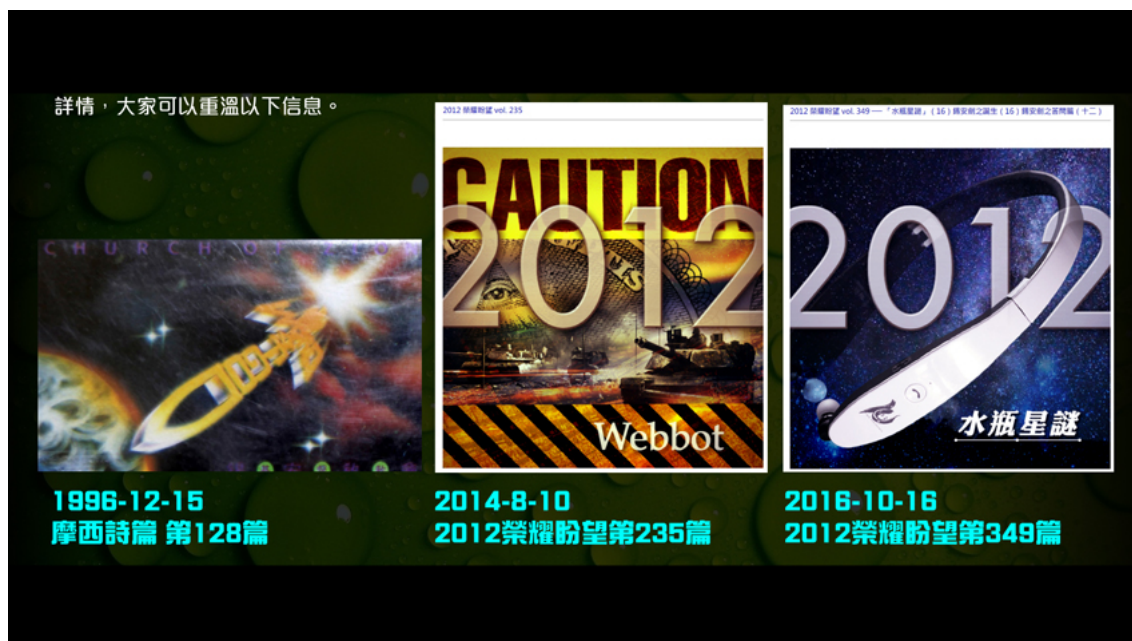 詳情，大家可以重溫以下信息。
2012 榮耀盼望 vol. 235
2012 榮耀盼望 vol. 349 ──「水瓶星謎」(16) 錫安劍之誕生 (16) 錫安劍之答問篇 (十二)
CHURCH OF
CAUTION
2012
Webbot
2012
水瓶星謎
1996-12-15
摩西詩篇 第128篇
2014-8-10
2012榮耀盼望第235篇
2016-10-16
2012榮耀盼望第349篇